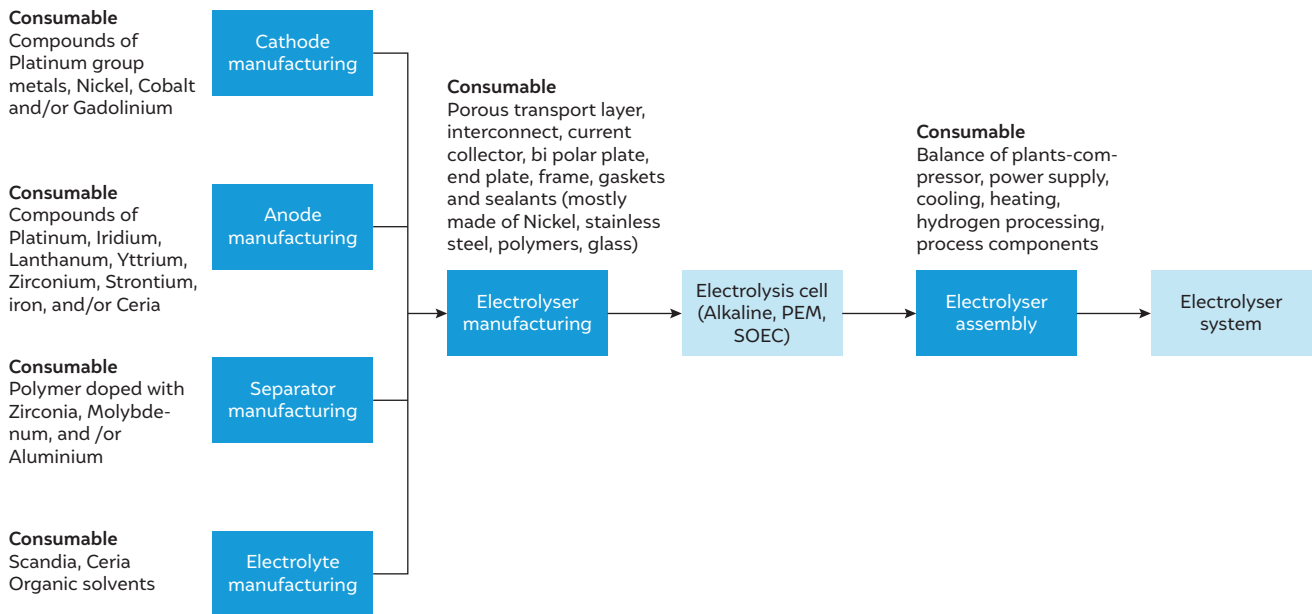 Consumable
Compounds of
Platinum group
metals, Nickel, Cobalt
and/or Gadolinium
Cathode
manufacturing
Consumable
Compounds of
Platinum, Iridium,
Lanthanum, Yttrium,
Zirconium, Strontium,
iron, and/or Ceria
Anode
manufacturing
Consumable
Polymer doped with
Zirconia, Molybde-
num, and /or
Aluminium
Separator
manufacturing
Consumable
Scandia, Ceria
Organic solvents
Electrolyte
manufacturing
Consumable
Porous transport layer,
interconnect, current
collector, bi polar plate,
end plate, frame, gaskets
and sealants (mostly
made of Nickel, stainless
steel, polymers, glass)
Electrolyser
manufacturing
Electrolysis cell
(Alkaline, PEM,
SOEC)
Consumable
Balance of plants-com-
pressor, power supply,
cooling, heating,
hydrogen processing,
process components
Electrolyser
assembly
Electrolyser
system